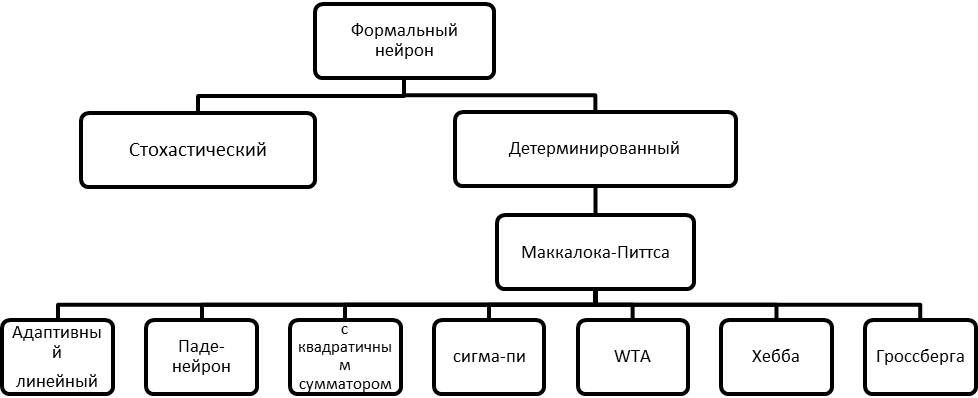 Формальный
нейрон
Стохастический
Детерминированный
Маккалока-Питтса
Адаптивны
й
линейный
Паде-
нейрон
с
квадратичны
м
сумматором
сигма-пи
WTA
Хебба
Гроссберга